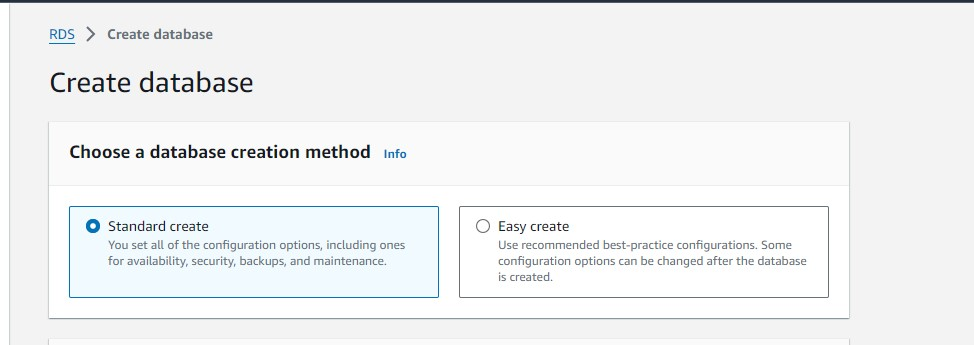 RDS > Create database
Create database
Choose a database creation method Info
Standard create
You set all of the configuration options, including ones
for availability, security, backups, and maintenance.
Easy create
Use recommended best-practice configurations. Some
configuration options can be changed after the database
is created.